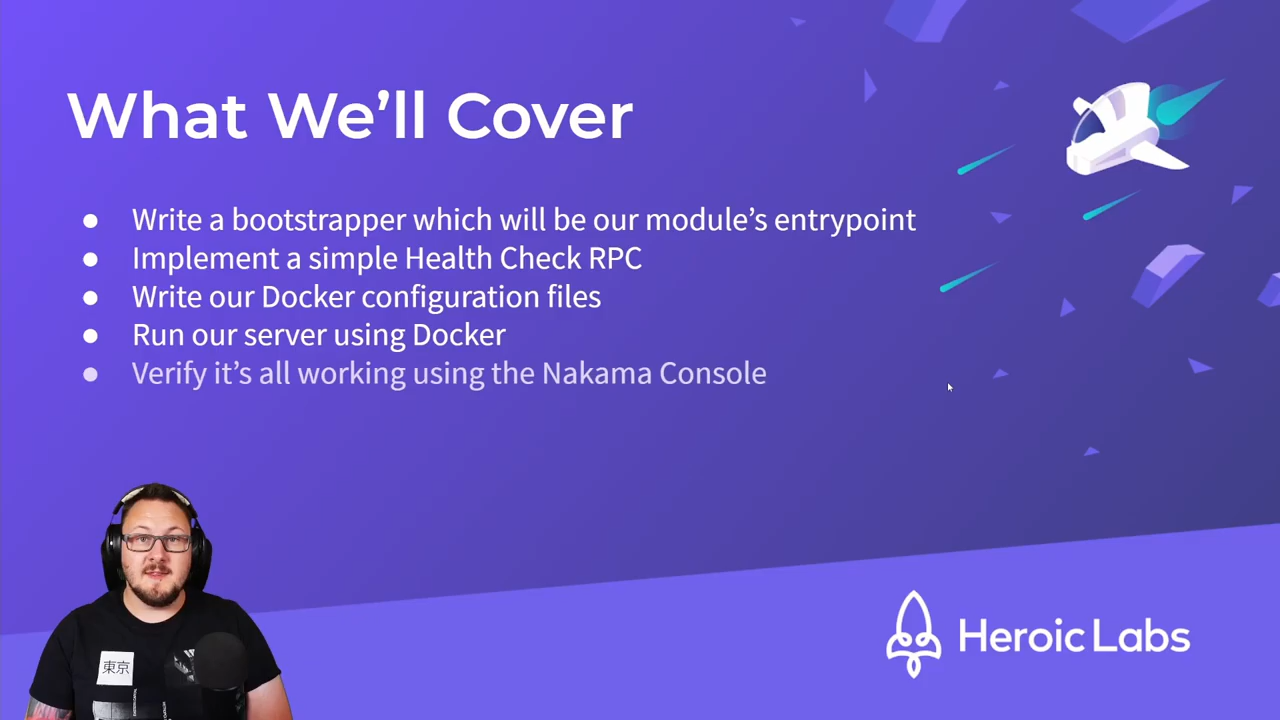 What We’ll Cover
● Write a bootstrapper which will be our module’s entrypoint
● Implement a simple Health Check RPC
● Write our Docker configuration files
● Run our server using Docker
● Verify it’s all working using the Nakama Console
東京
Heroic Labs